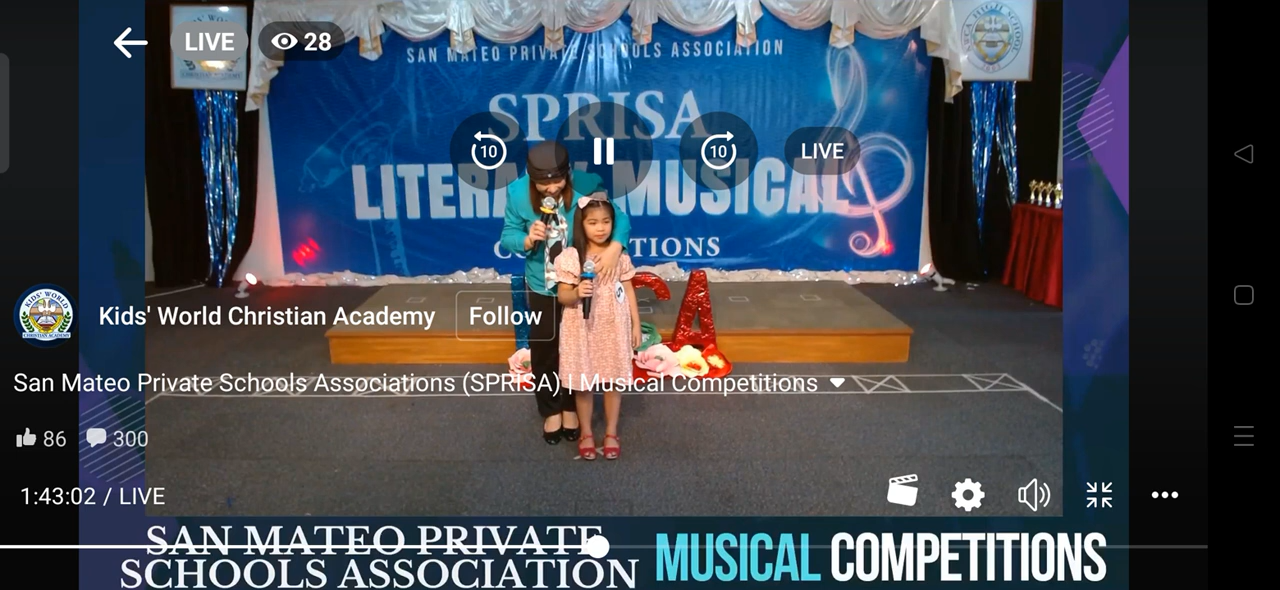 LIVE
28
SAN MATEO PRIVATE SCHOOLS ASSOCIATION
SPRISA
10
10
LIVE
MUSICAL
Kids' World Christian Academy
Follow
San Mateo Private Schools Associations (SPRISA) | Musical Competitions
86
300
1:43:02 / LIVE
SAN MATEO PRIVATE
SCHOOLS ASSOCIATION
MUSICAL COMPETITIONS